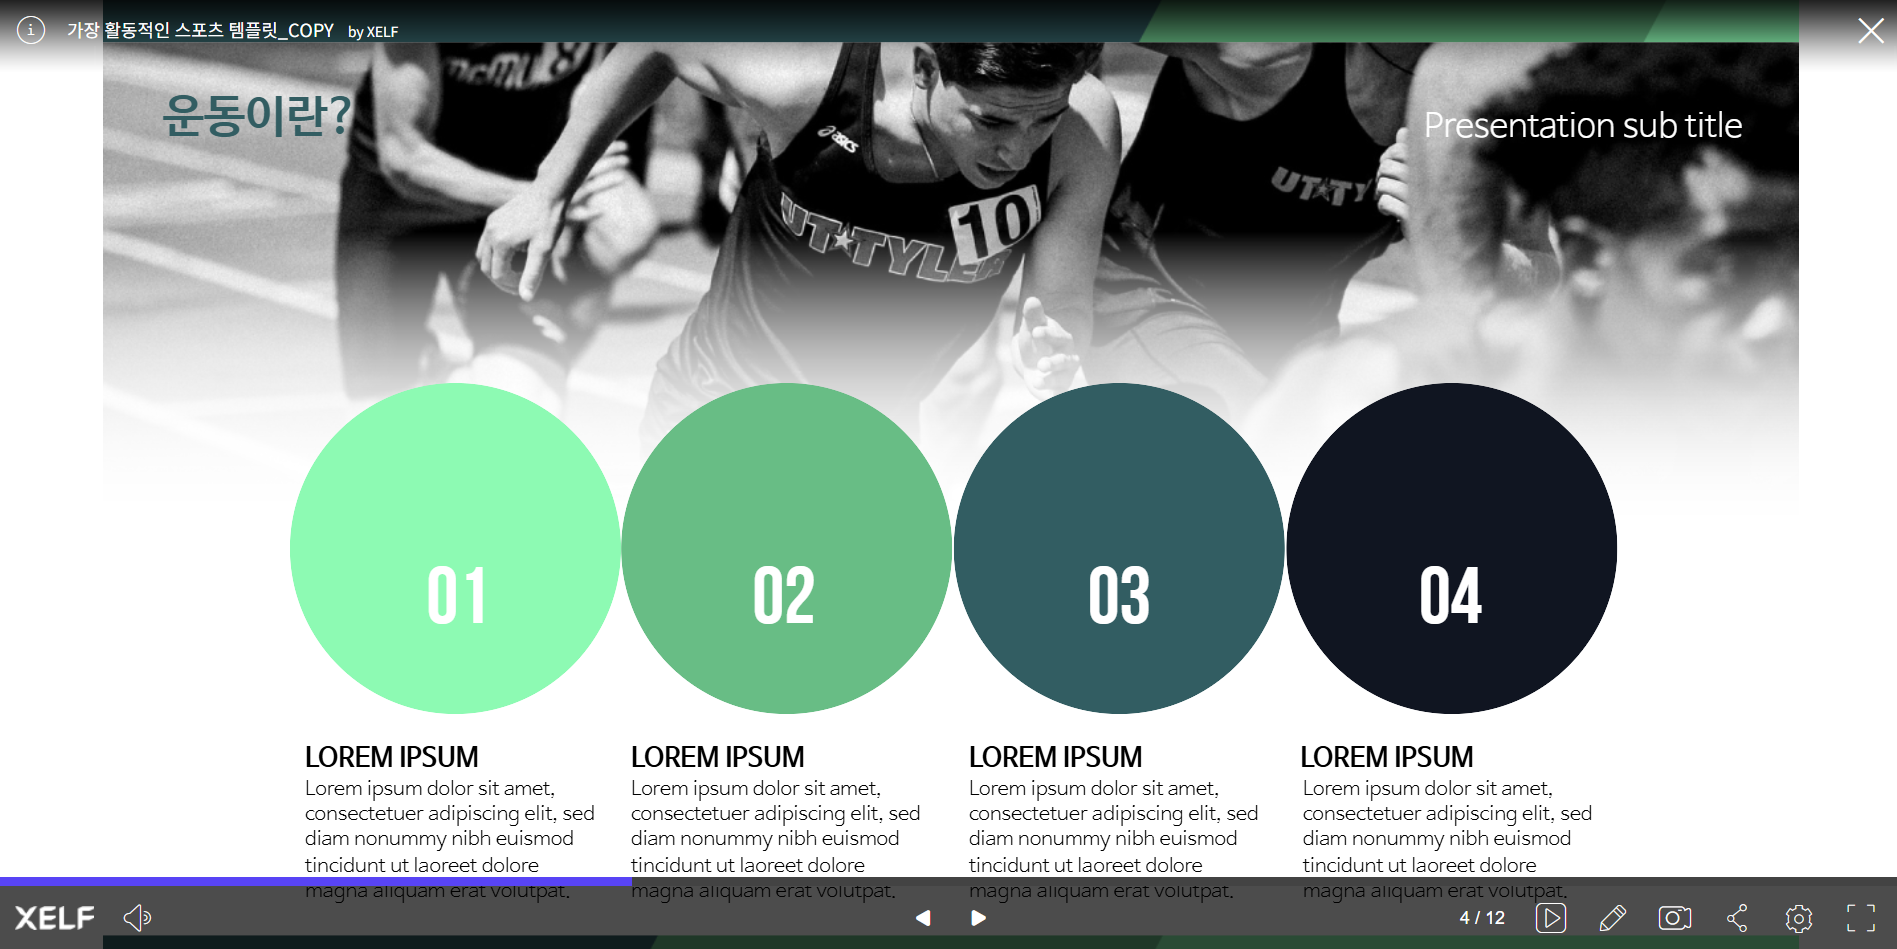 가장 활동적인 스포츠 템플릿_COPY by XELF
운동이란?
Presentation sub title
asics
10
UT★TYLER
UT★TY
01
02
03
04
LOREM IPSUM
Lorem ipsum dolor sit amet,
consectetuer adipiscing elit, sed
diam nonummy nibh euismod
tincidunt ut laoreet dolore
magna aliquam erat volutpat.
LOREM IPSUM
Lorem ipsum dolor sit amet,
consectetuer adipiscing elit, sed
diam nonummy nibh euismod
tincidunt ut laoreet dolore
magna aliquam erat volutpat.
LOREM IPSUM
Lorem ipsum dolor sit amet,
consectetuer adipiscing elit, sed
diam nonummy nibh euismod
tincidunt ut laoreet dolore
magna aliquam erat volutpat.
LOREM IPSUM
Lorem ipsum dolor sit amet,
consectetuer adipiscing elit, sed
diam nonummy nibh euismod
tincidunt ut laoreet dolore
magna aliquam erat volutpat.
XELF
4 / 12